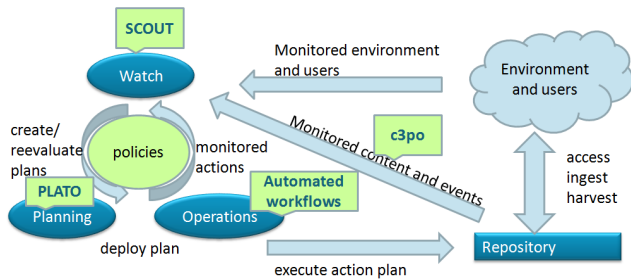 SCOUT
Watch
Monitored environment
and users
Environment
and users
create/
reevaluate
plans
policies
monitored
actions
c3po
Monitored content and events
access
ingest
harvest
PLATO
Planning
Automated
workflows
Operations
deploy plan
execute action plan
Repository